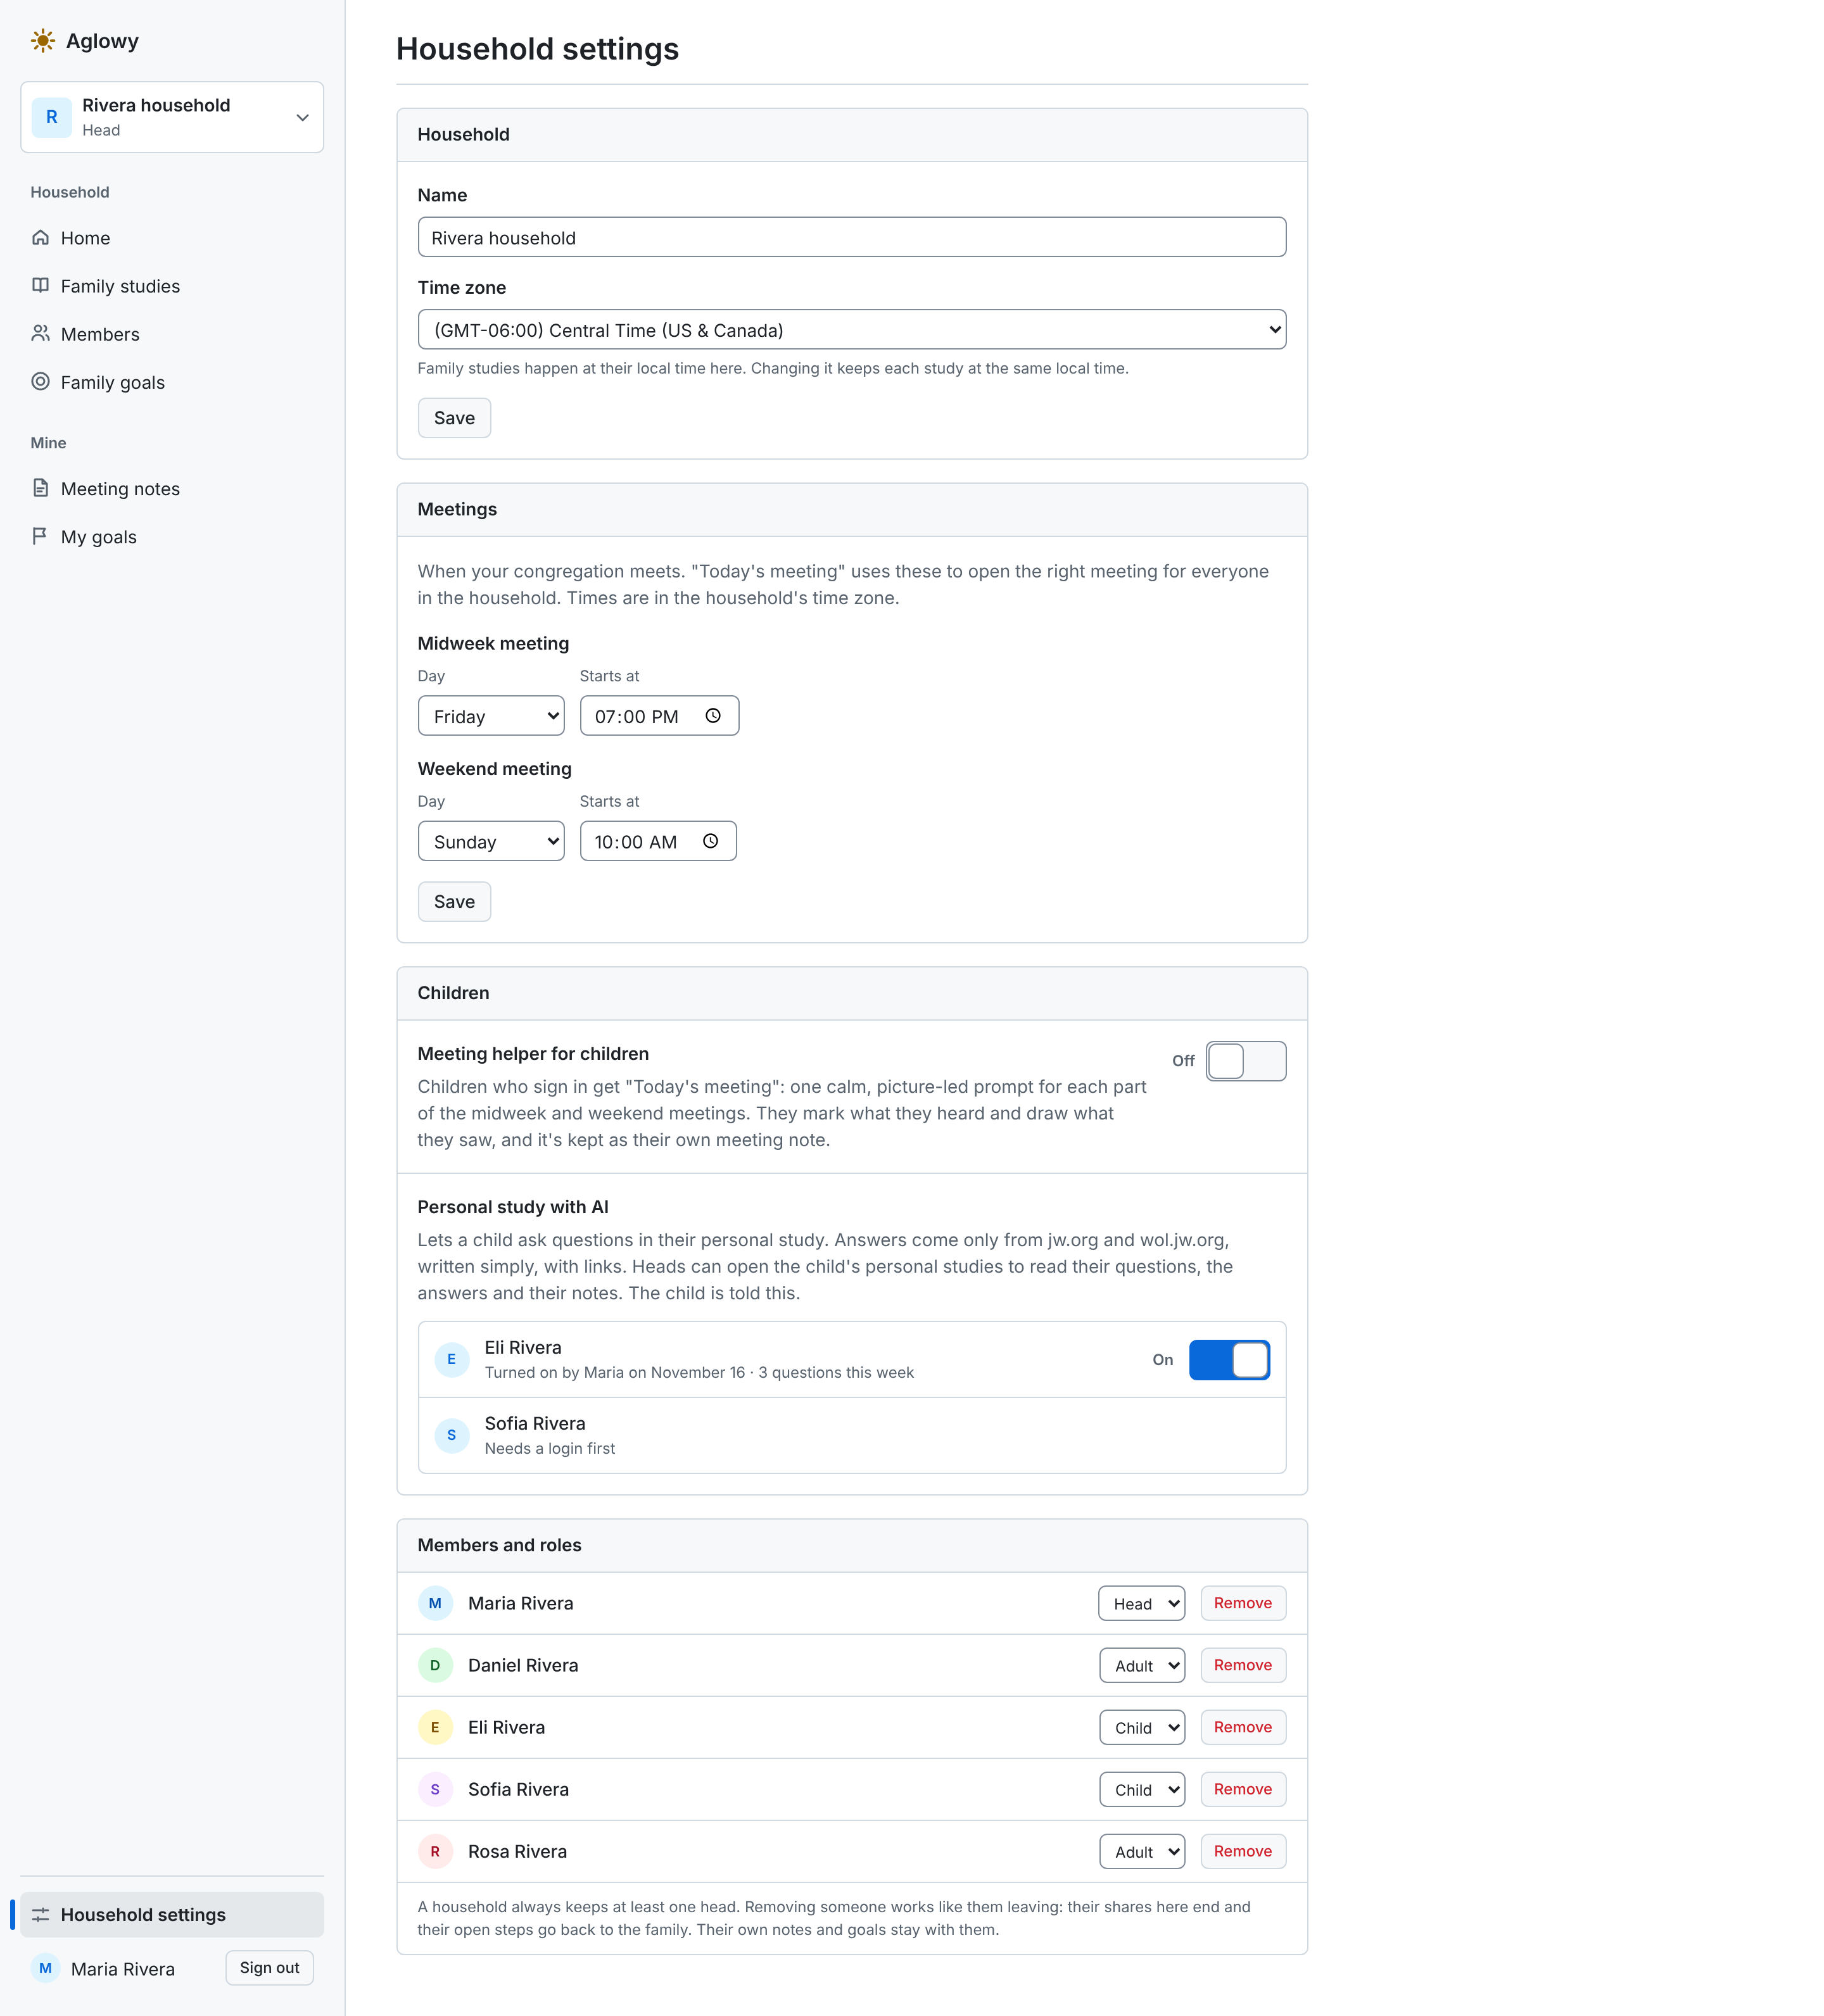 Aglowy
R
Rivera household
Head
Household
Home
Family studies
Members
Family goals
Mine
Meeting notes
My goals
Household settings
M
Maria Rivera
Sign out
Household settings
Household
Name
Rivera household
Time zone
(GMT-06:00) Central Time (US & Canada)
Family studies happen at their local time here. Changing it keeps each study at the same local time.
Save
Meetings
When your congregation meets. "Today's meeting" uses these to open the right meeting for everyone
in the household. Times are in the household's time zone.
Midweek meeting
Day
Starts at
Friday
07:00 PM
Weekend meeting
Day
Starts at
Sunday
10:00 AM
Save
Children
Meeting helper for children
Off
Children who sign in get "Today's meeting": one calm, picture-led prompt for each part
of the midweek and weekend meetings. They mark what they heard and draw what
they saw, and it's kept as their own meeting note.
Personal study with AI
Lets a child ask questions in their personal study. Answers come only from jw.org and wol.jw.org,
written simply, with links. Heads can open the child's personal studies to read their questions, the
answers and their notes. The child is told this.
E
Eli Rivera
Turned on by Maria on November 16 · 3 questions this week
On
S
Sofia Rivera
Needs a login first
Members and roles
M
Maria Rivera
Head
Remove
D
Daniel Rivera
Adult
Remove
E
Eli Rivera
Child
Remove
S
Sofia Rivera
Child
Remove
R
Rosa Rivera
Adult
Remove
A household always keeps at least one head. Removing someone works like them leaving: their shares here end and
their open steps go back to the family. Their own notes and goals stay with them.